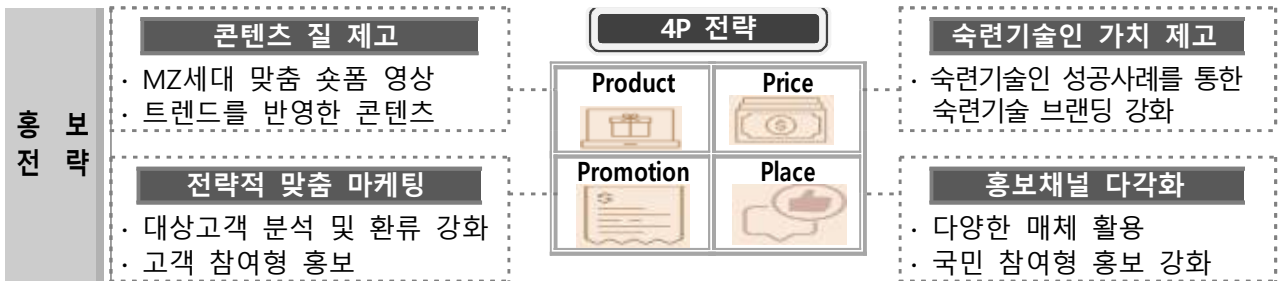 홍 보
전 략
콘텐츠 질 제고
· MZ세대 맞춤 숏폼 영상
· 트렌드를 반영한 콘텐츠
전략적 맞춤 마케팅
· 대상고객 분석 및 환류 강화
· 고객 참여형 홍보
4P 전략
Product
Price
Promotion
Place
숙련기술인 가치 제고
· 숙련기술인 성공사례를 통한
숙련기술 브랜딩 강화
홍보채널 다각화
· 다양한 매체 활용
· 국민 참여형 홍보 강화